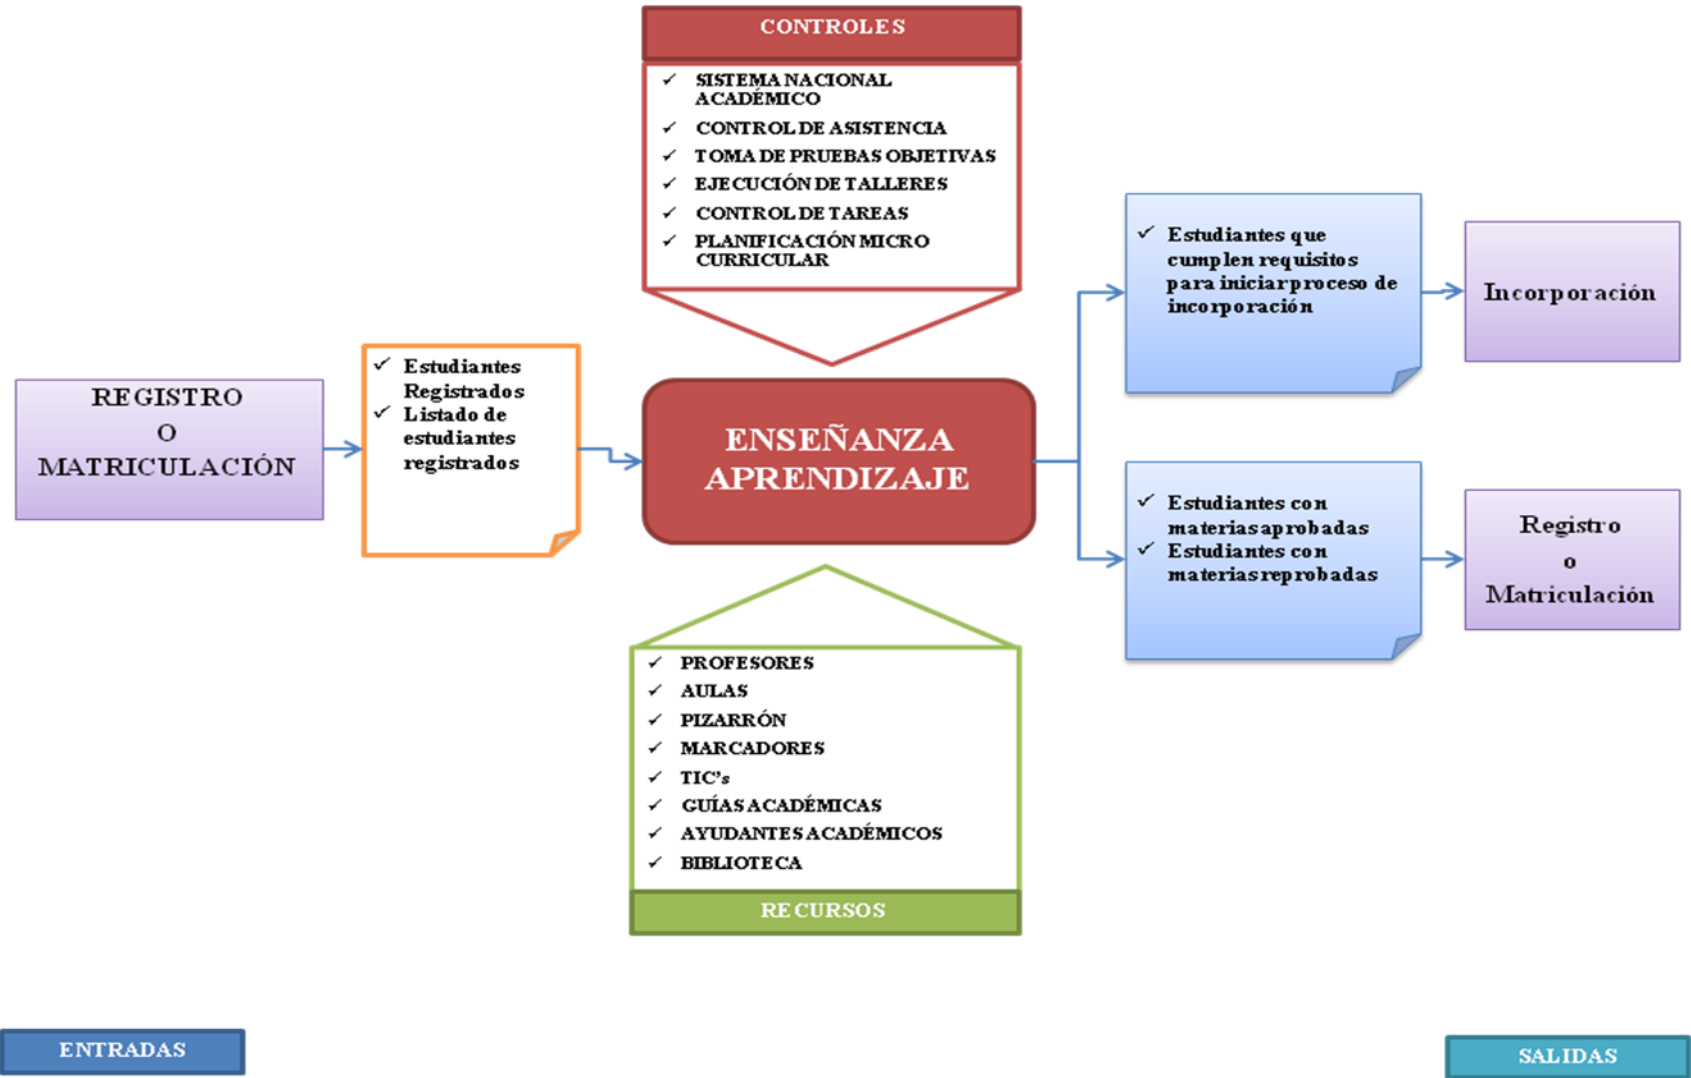 CONTROLES
✓ SISTEMA NACIONAL
ACADÉMICO
✓ CONTROL DE ASISTENCIA
✓ TOMA DE PRUEBAS OBJETIVAS
✓ EJECUCIÓN DE TALLERES
✓ CONTROL DE TAREAS
✓ PLANIFICACIÓN MICRO
CURRICULAR
REGISTRO
O
MATRICULACIÓN
✓ Estudiantes
Registrados
✓ Listado de
estudiantes
registrados
ENSEÑANZA
APRENDIZAJE
✓ Estudiantes que
cumplen requisitos
para iniciar proceso de
incorporación
Incorporación
✓ Estudiantes con
materias aprobadas
✓ Estudiantes con
materias reprobadas
Registro
o
Matriculación
✓ PROFESORES
✓ AULAS
✓ PIZARRÓN
✓ MARCADORES
✓ TIC’s
✓ GUÍAS ACADÉMICAS
✓ AYUDANTES ACADÉMICOS
✓ BIBLIOTECA
RECURSOS
ENTRADAS
SALIDAS